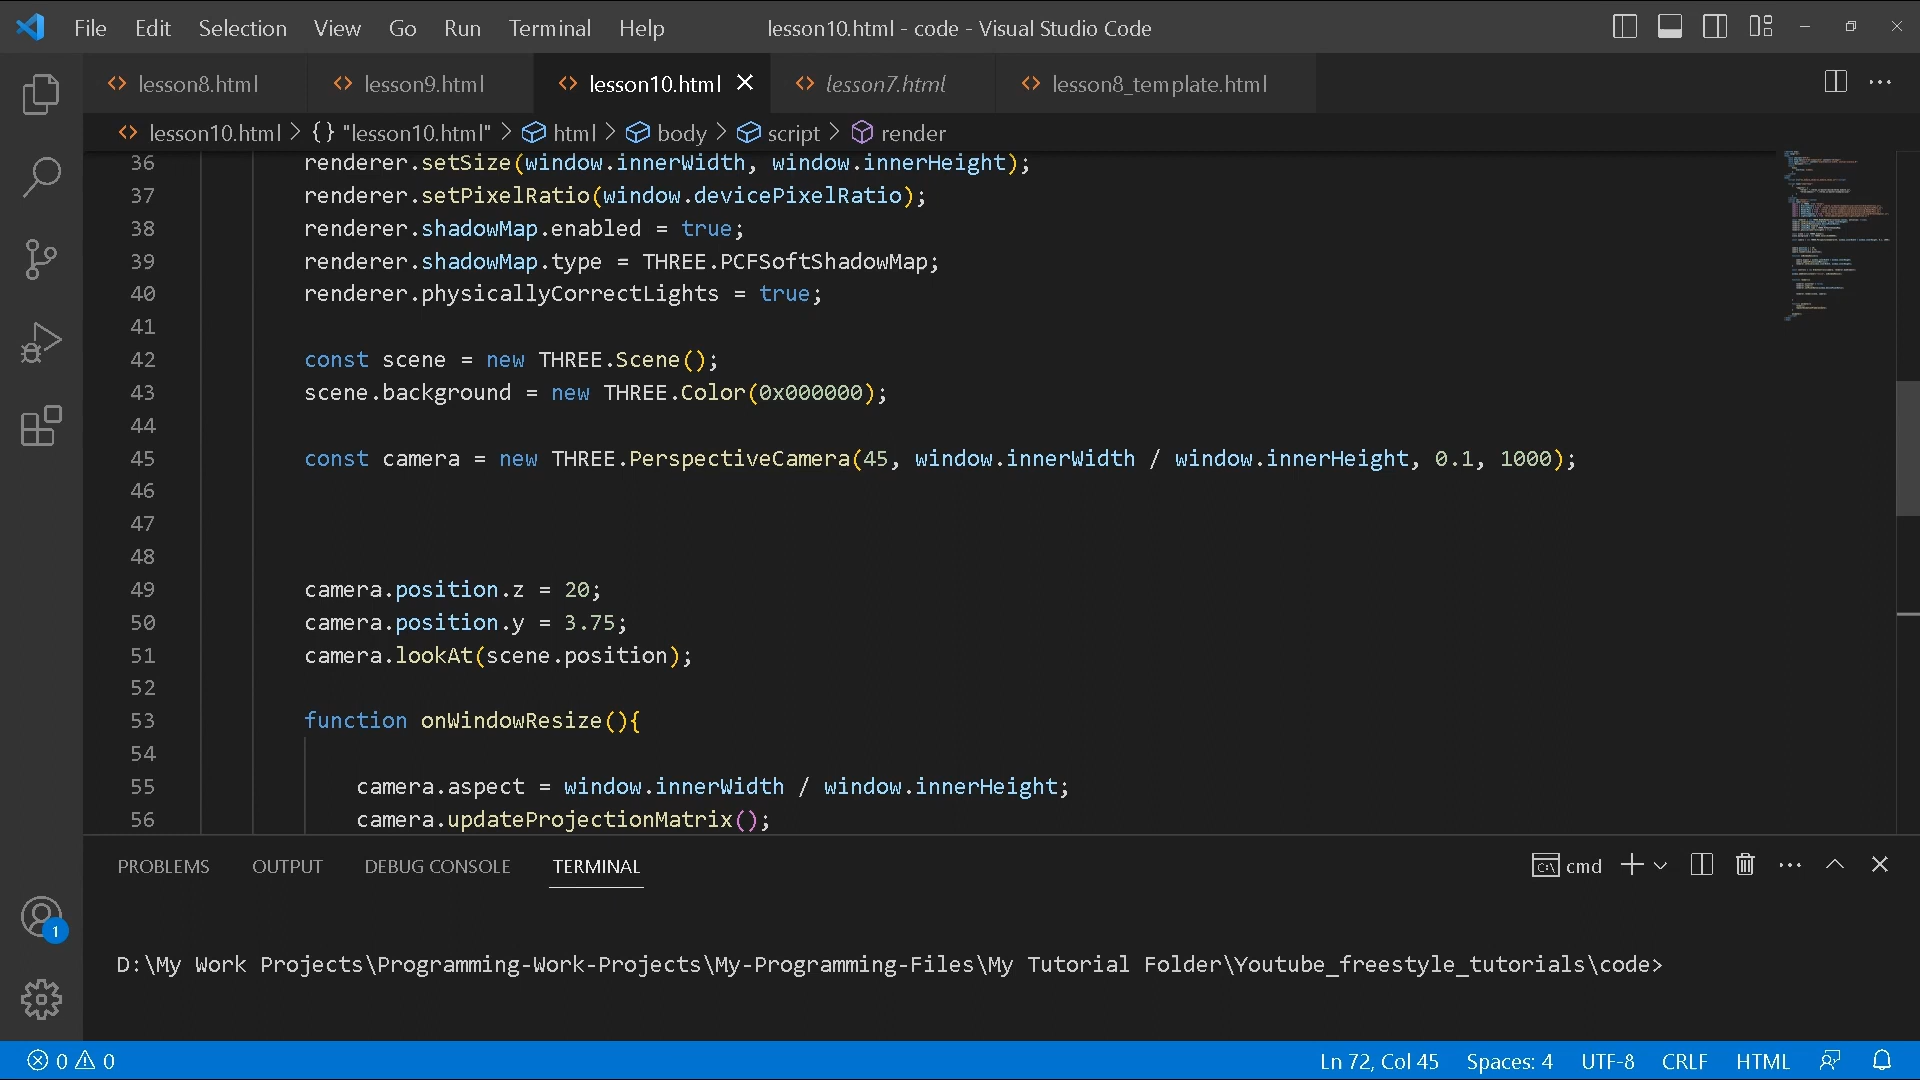 File Edit Selection View Go Run Terminal Help lesson10.html - code - Visual Studio Code
lesson8.html lesson9.html lesson10.html lesson7.html lesson8_template.html
lesson10.html > {} "lesson10.html" > html > body > script > render
36 renderer.setSize(window.innerWidth, window.innerHeight);
37 renderer.setPixelRatio(window.devicePixelRatio);
38 renderer.shadowMap.enabled = true;
39 renderer.shadowMap.type = THREE.PCFSoftShadowMap;
40 renderer.physicallyCorrectLights = true;
41
42 const scene = new THREE.Scene();
43 scene.background = new THREE.Color(0x000000);
44
45 const camera = new THREE.PerspectiveCamera(45, window.innerWidth / window.innerHeight, 0.1, 1000);
46
47
48
49 camera.position.z = 20;
50 camera.position.y = 3.75;
51 camera.lookAt(scene.position);
52
53 function onWindowResize(){
54
55 camera.aspect = window.innerWidth / window.innerHeight;
56 camera.updateProjectionMatrix();
PROBLEMS OUTPUT DEBUG CONSOLE TERMINAL cmd
D:\My Work Projects\Programming-Work-Projects\My-Programming-Files\My Tutorial Folder\Youtube_freestyle_tutorials\code>
1
0 0 Ln 72, Col 45 Spaces: 4 UTF-8 CRLF HTML